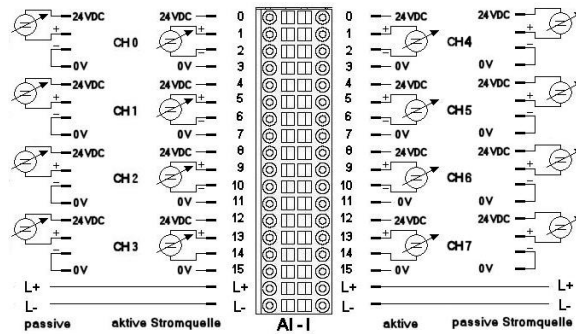 24VDC 24VDC 0 0 24VDC 24VDC
+ + 1 1 + +
CH0 CH4
− − 2 2 − −
0V 0V 3 3 0V 0V
24VDC 24VDC 4 4 24VDC 24VDC
+ + 5 5 + +
CH1 CH5
− − 6 6 − −
0V 0V 7 7 0V 0V
24VDC 24VDC 8 8 24VDC 24VDC
+ + 9 9 + +
CH2 CH6
− − 10 10 − −
0V 0V 11 11 0V 0V
24VDC 24VDC 12 12 24VDC 24VDC
+ + 13 13 + +
CH3 CH7
− − 14 14 − −
0V 0V 15 15 0V 0V
L+ L+ L+ L+
L- L- L- L-
passive aktive Stromquelle AI - I aktive passive Stromquelle